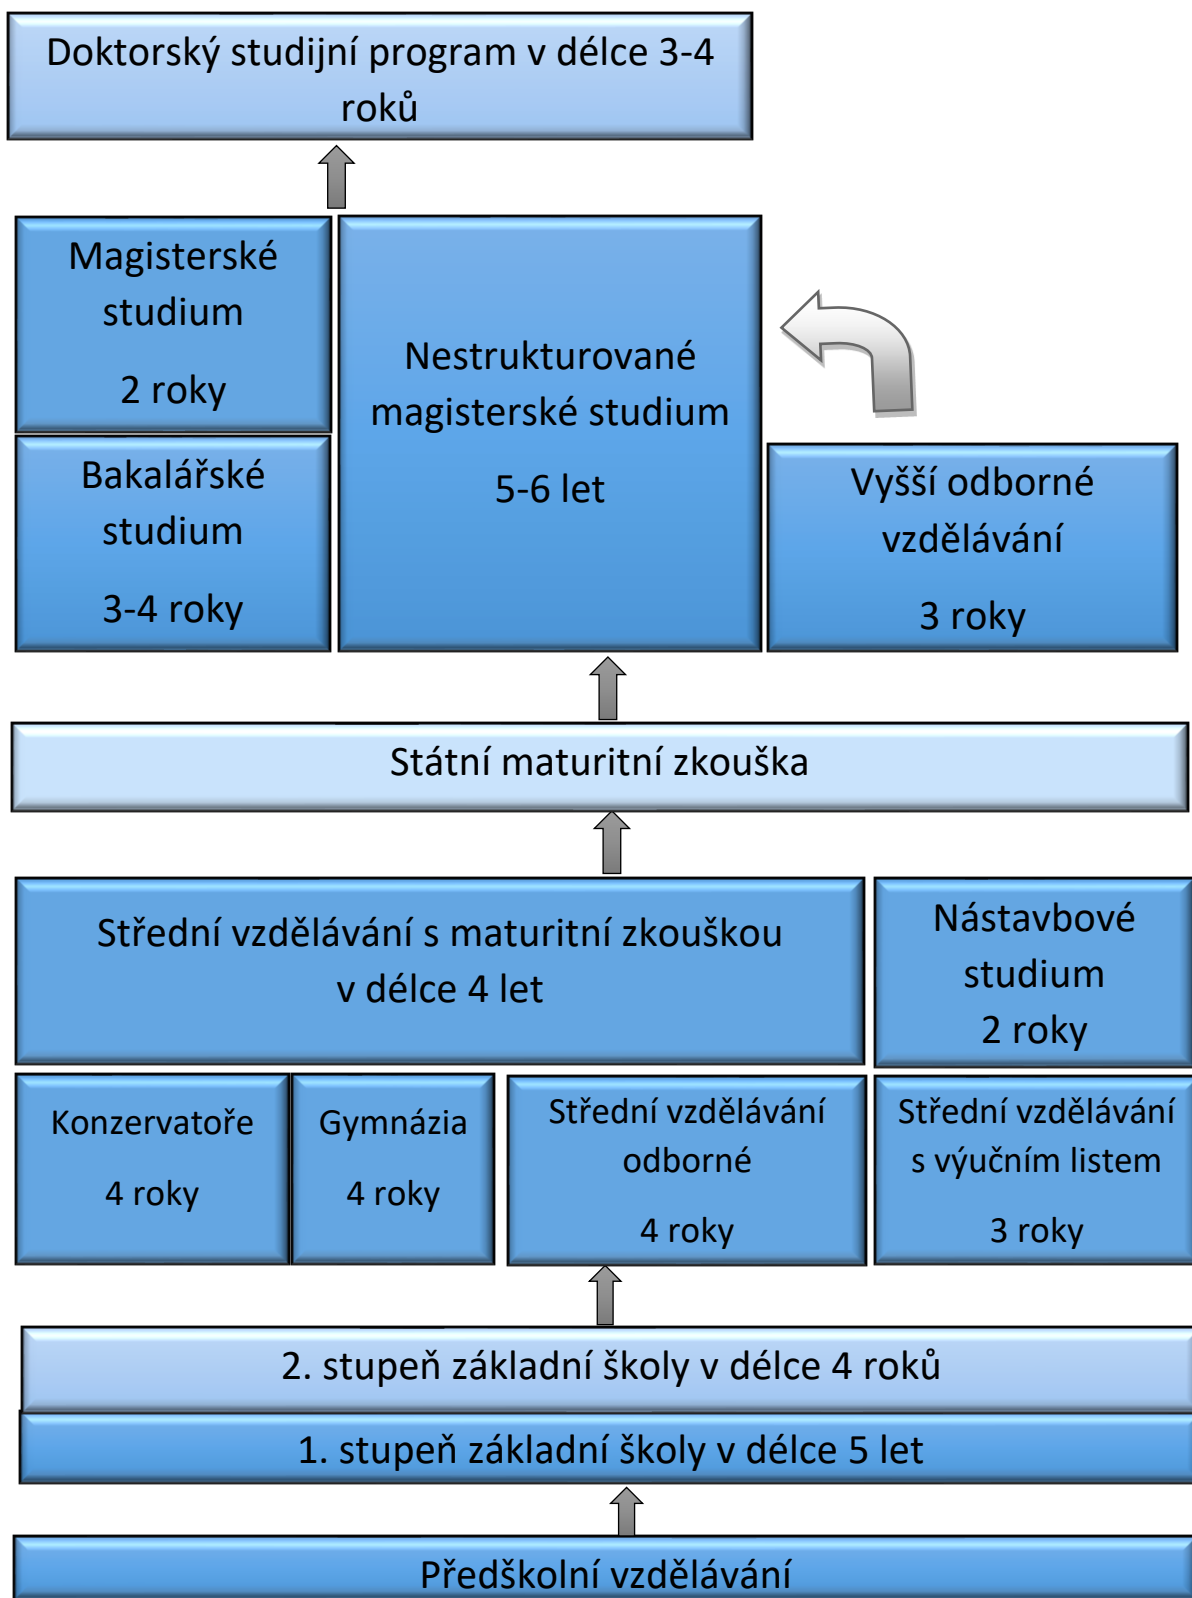 Doktorský studijní program v délce 3-4
roků
Magisterské
studium
2 roky
Nestrukturované
magisterské studium
5-6 let
Bakalářské
studium
3-4 roky
Vyšší odborné
vzdělávání
3 roky
Státní maturitní zkouška
Střední vzdělávání s maturitní zkouškou
v délce 4 let
Nástavbové
studium
2 roky
Konzervatoře
4 roky
Gymnázia
4 roky
Střední vzdělávání
odborné
4 roky
Střední vzdělávání
s výučním listem
3 roky
2. stupeň základní školy v délce 4 roků
1. stupeň základní školy v délce 5 let
Předškolní vzdělávání